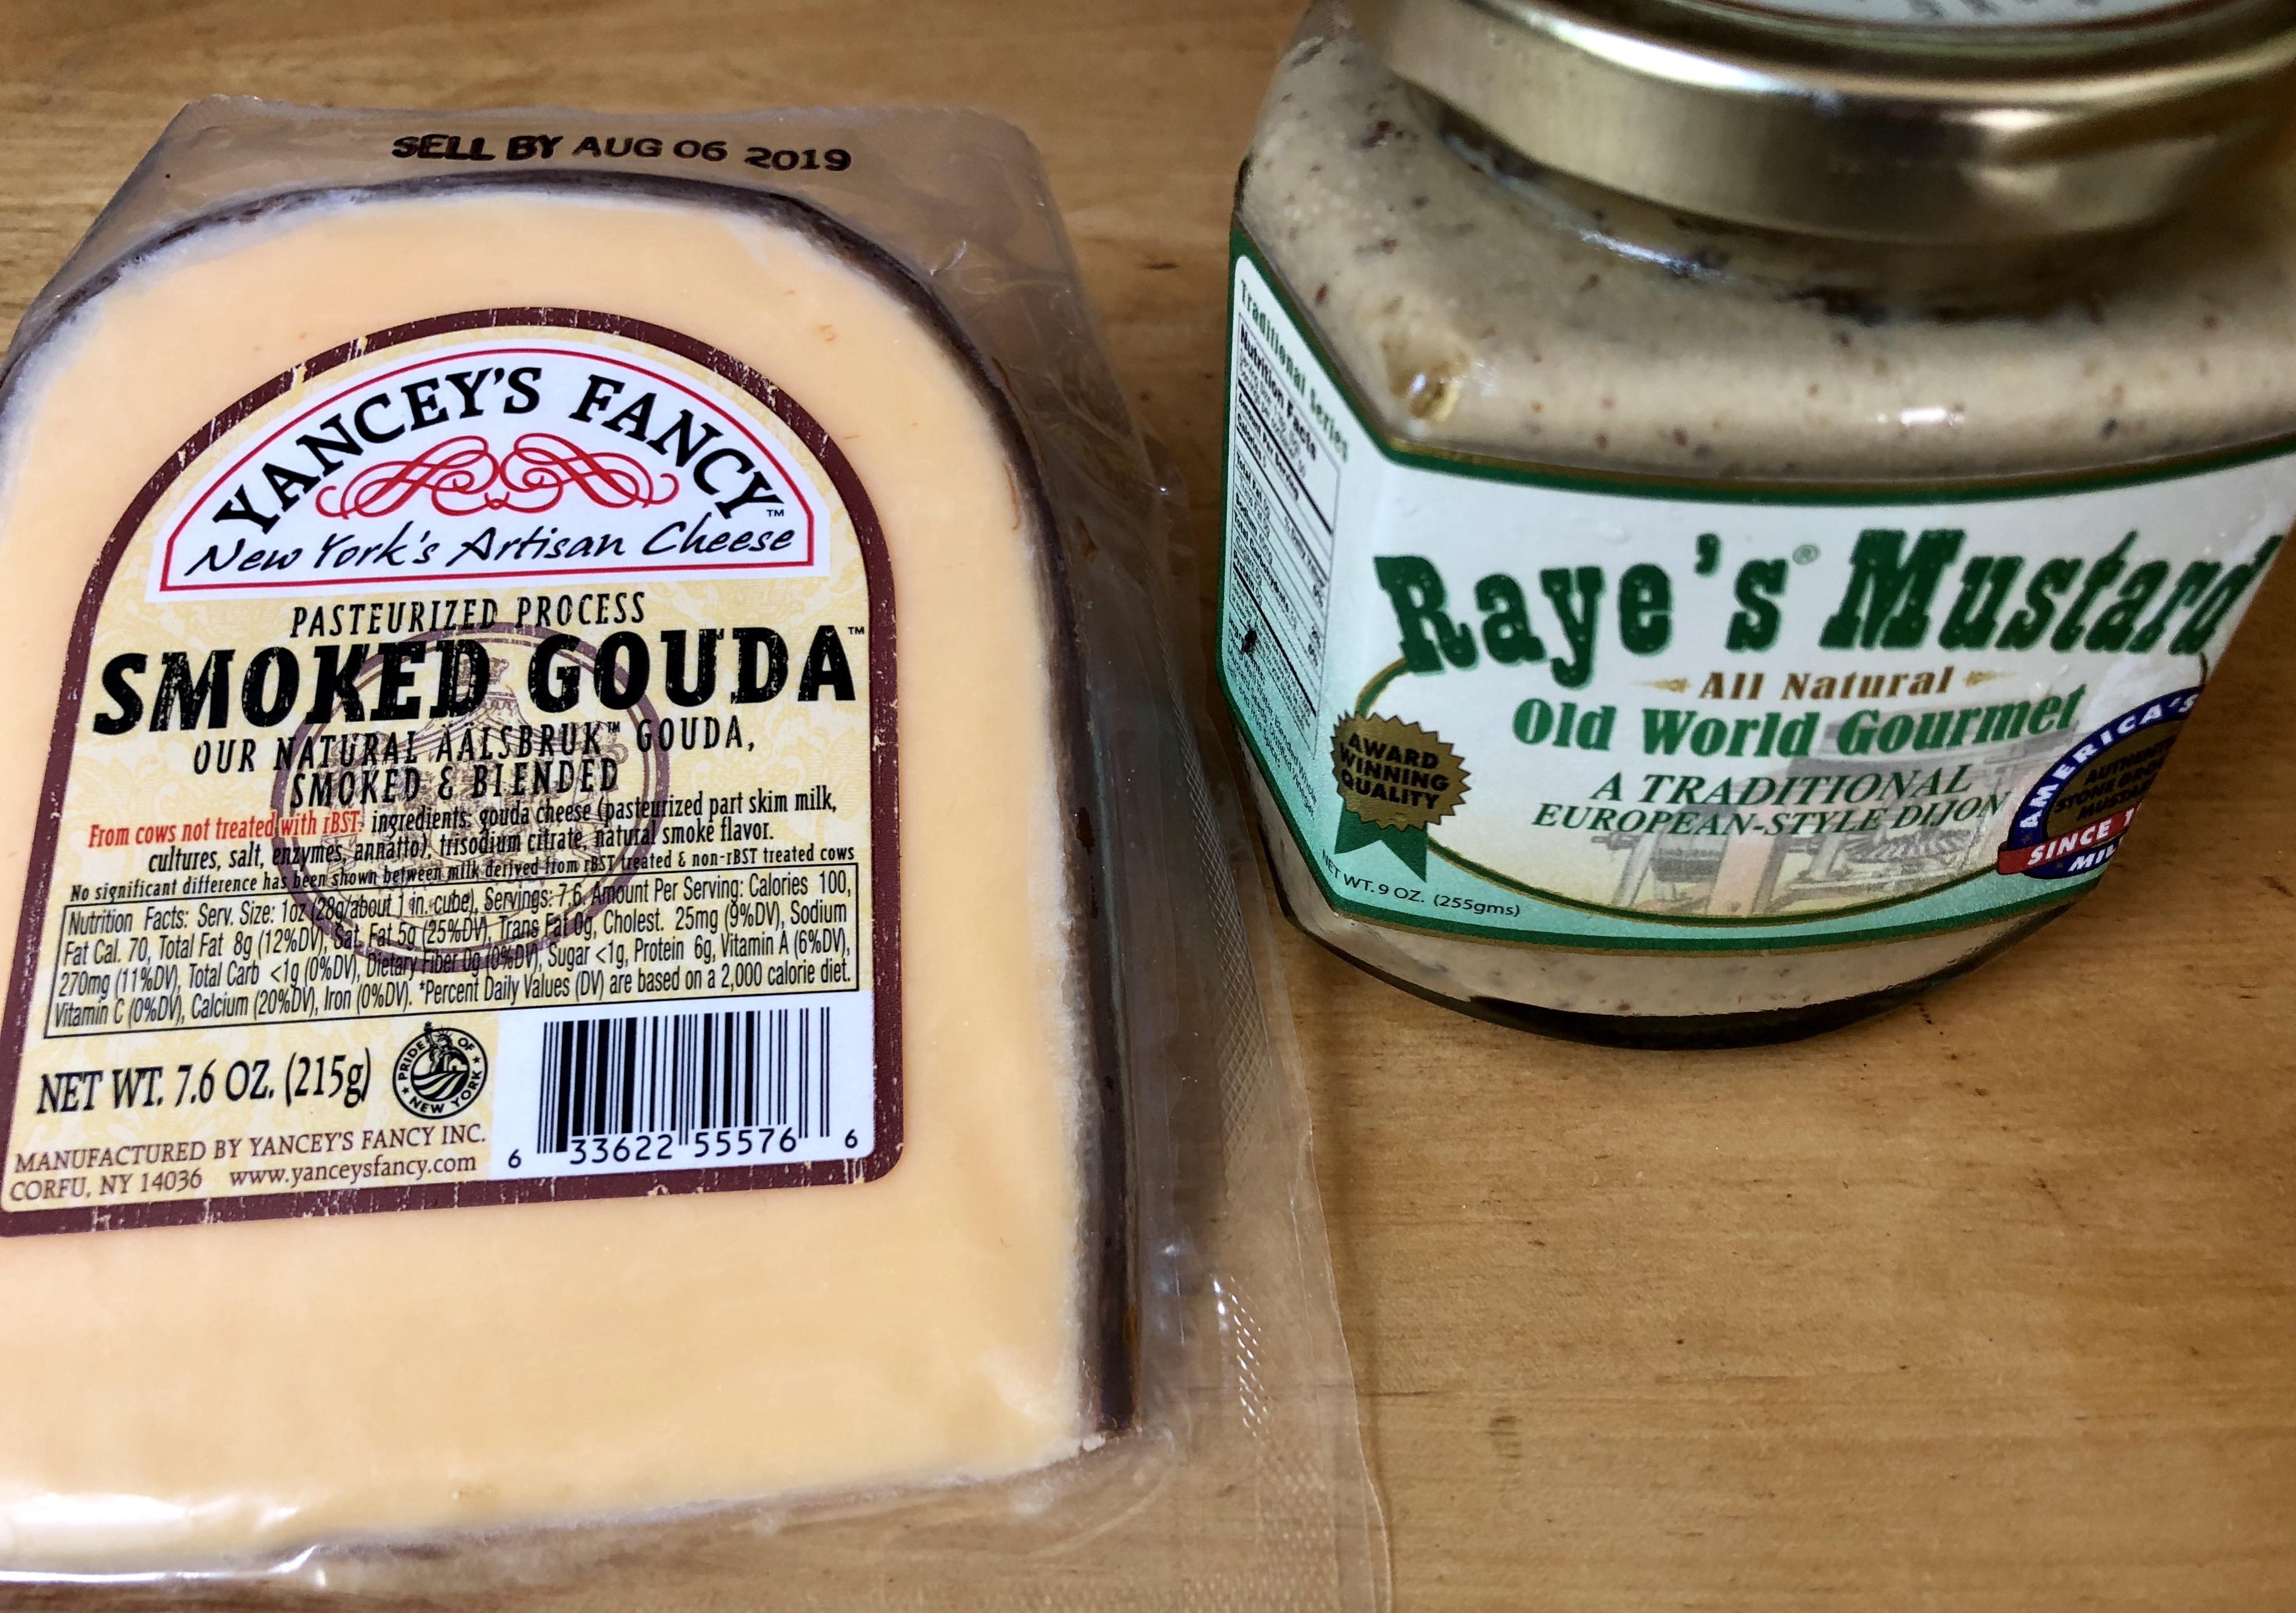 SELL BY AUG 06 2019
YANCEY'S FANCY™
New York's Artisan Cheese
PASTEURIZED PROCESS
SMOKED GOUDA™
OUR NATURAL AALSBRUK™ GOUDA,
SMOKED & BLENDED
From cows not treated with rBST. ingredients: gouda cheese (pasteurized part skim milk,
cultures, salt, enzymes, annatto), trisodium citrate, natural smoke flavor.
No significant difference has been shown between milk derived from rBST treated & non-rBST treated cows
Nutrition Facts: Serv. Size: 1oz (28g/about 1 in. cube), Servings: 7.6, Amount Per Serving: Calories 100,
Fat Cal. 70, Total Fat 8g (12%DV), Sat. Fat 5g (25%DV), Trans Fat 0g, Cholest. 25mg (9%DV), Sodium
270mg (11%DV), Total Carb <1g (0%DV), Dietary Fiber 0g (0%DV), Sugar <1g, Protein 6g, Vitamin A (6%DV),
Vitamin C (0%DV), Calcium (20%DV), Iron (0%DV). *Percent Daily Values (DV) are based on a 2,000 calorie diet.
NET WT. 7.6 OZ. (215g)
PRIDE OF NEW YORK
MANUFACTURED BY YANCEY'S FANCY INC.
CORFU, NY 14036 www.yanceysfancy.com
6 33622 55576 6
Traditional Series
Nutrition Facts
Raye's® Mustard
All Natural
Old World Gourmet
A TRADITIONAL
EUROPEAN-STYLE DIJON
AWARD
WINNING
QUALITY
NET WT. 9 OZ. (255gms)
AMERICA'S
SINCE